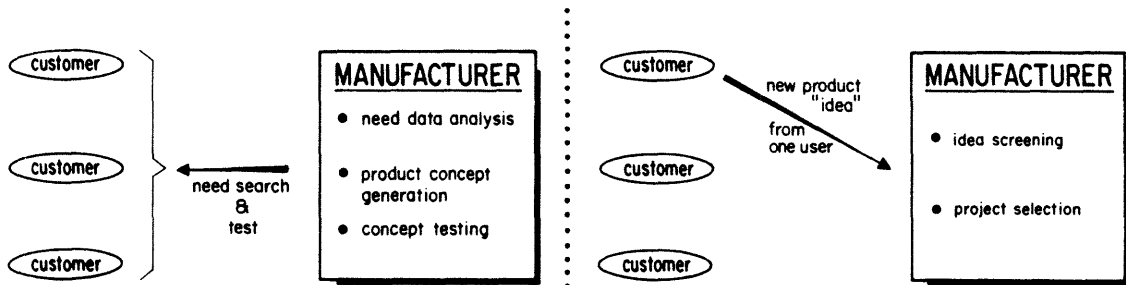 customer
customer
customer
need search
&
test
MANUFACTURER
• need data analysis
• product concept
generation
• concept testing
customer
customer
customer
new product
"idea"
from
one user
MANUFACTURER
• idea screening
• project selection